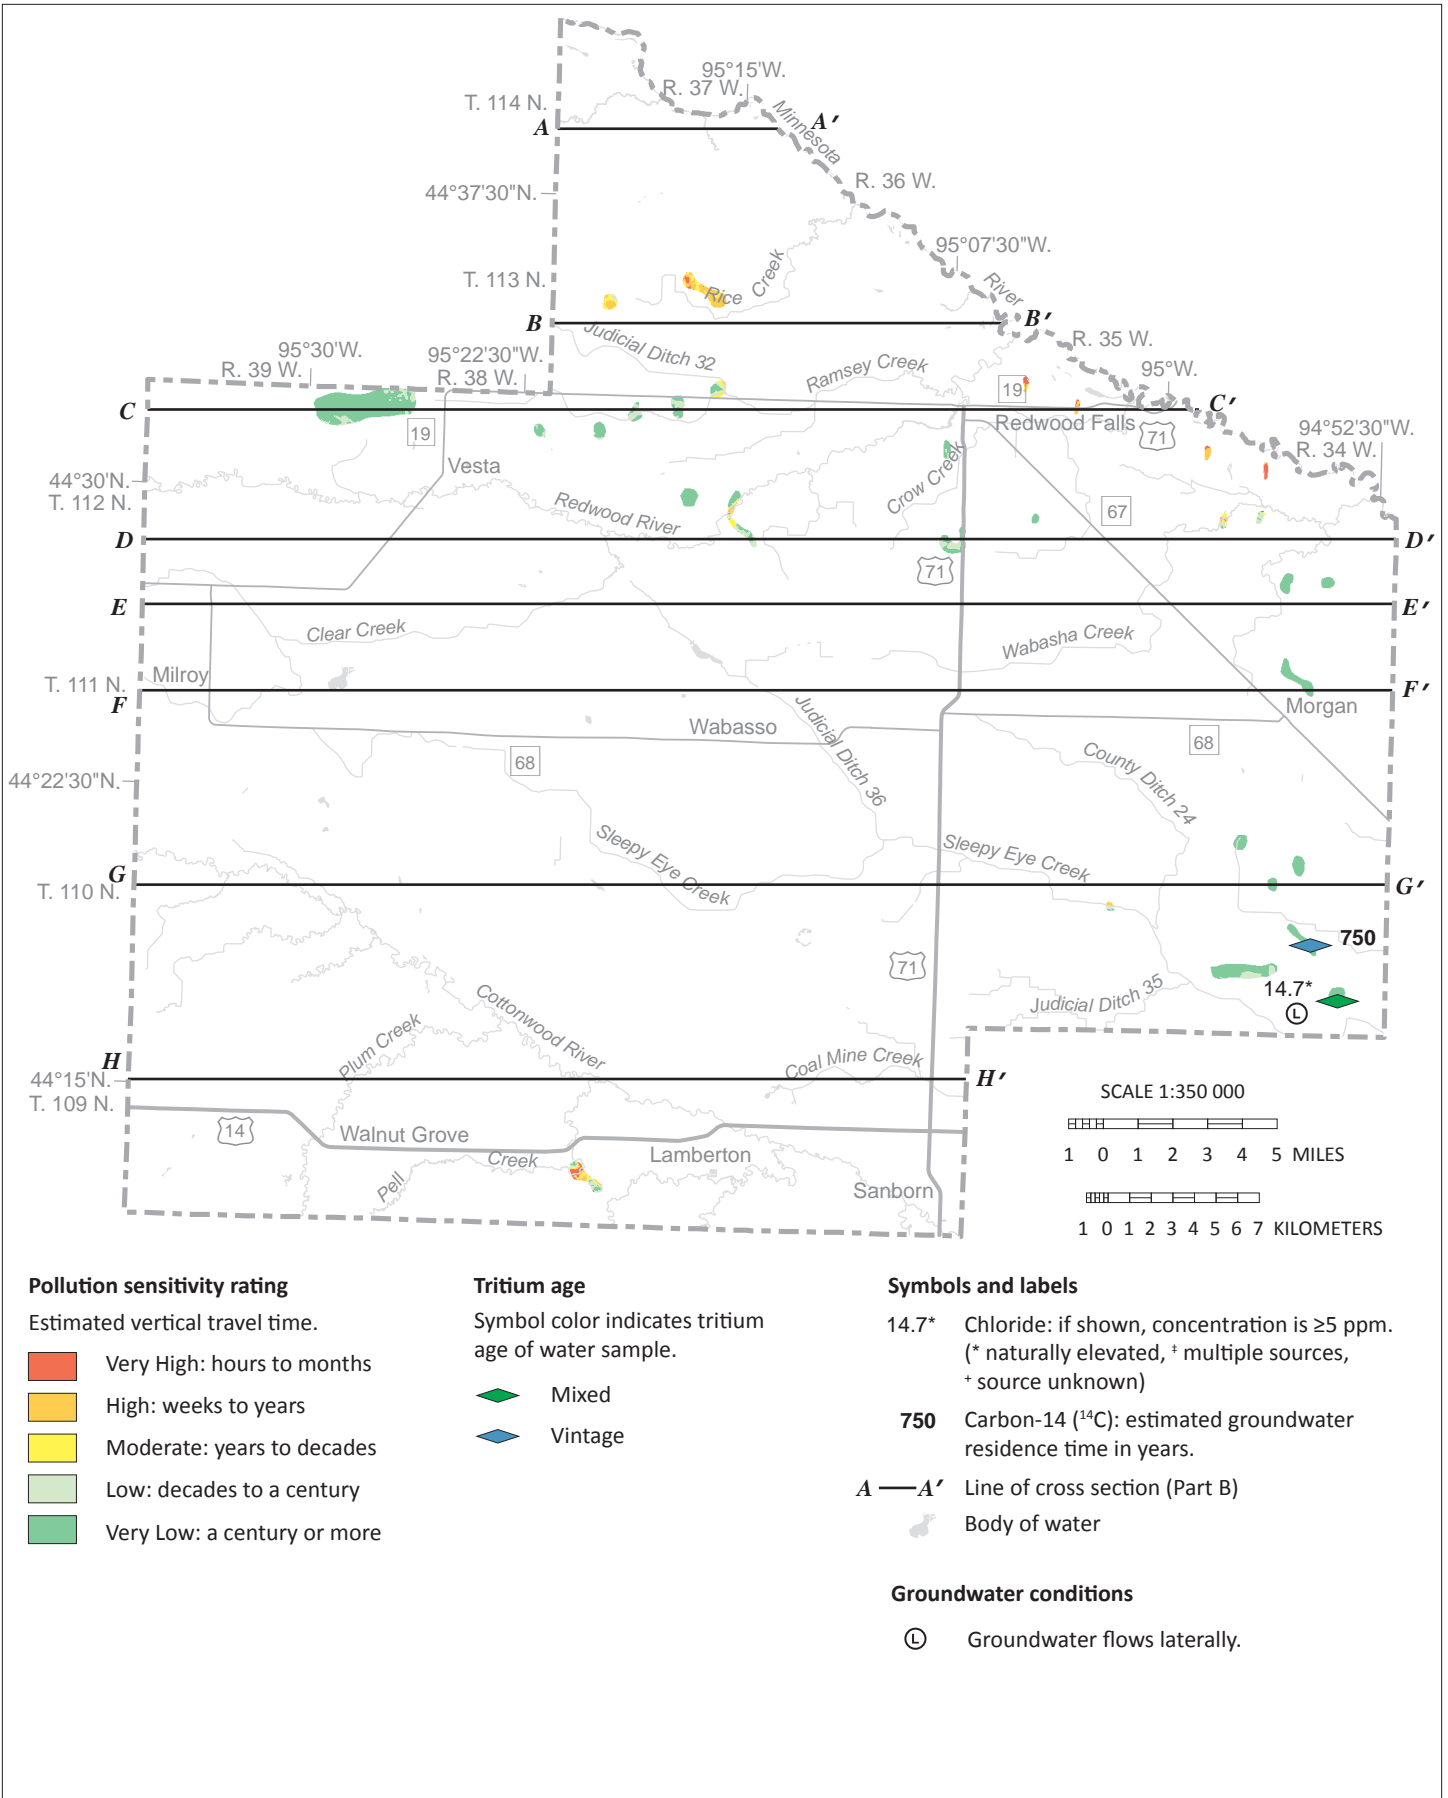 95°15'W.
R. 37 W.
T. 114 N.
A
A′
Minnesota
44°37'30"N.
R. 36 W.
95°07'30"W.
T. 113 N.
Rice
Creek
River
B
B′
Judicial Ditch 32
R. 35 W.
95°30'W.
R. 39 W.
95°22'30"W.
R. 38 W.
Ramsey Creek
19
95°W.
C
C′
19
Redwood Falls
71
94°52'30"W.
R. 34 W.
Vesta
44°30'N.
T. 112 N.
Redwood River
Crow Creek
67
D
D′
71
E
E′
Clear Creek
Wabasha Creek
Milroy
T. 111 N.
F
F′
Morgan
Wabasso
Judicial Ditch 36
68
68
County Ditch 24
44°22'30"N.
Sleepy Eye Creek
Sleepy Eye Creek
G
T. 110 N.
G′
750
71
14.7*
L
Judicial Ditch 35
Cottonwood River
Plum Creek
Coal Mine Creek
H
44°15'N.
H′
T. 109 N.
SCALE 1:350 000
14
Walnut Grove
Lamberton
1 0 1 2 3 4 5 MILES
Creek
Pell
Sanborn
1 0 1 2 3 4 5 6 7 KILOMETERS
Pollution sensitivity rating
Estimated vertical travel time.
Very High: hours to months
High: weeks to years
Moderate: years to decades
Low: decades to a century
Very Low: a century or more
Tritium age
Symbol color indicates tritium
age of water sample.
Mixed
Vintage
Symbols and labels
14.7* Chloride: if shown, concentration is ≥5 ppm.
(* naturally elevated, ‡ multiple sources,
+ source unknown)
750 Carbon-14 (14C): estimated groundwater
residence time in years.
A — A′ Line of cross section (Part B)
Body of water
Groundwater conditions
L Groundwater flows laterally.